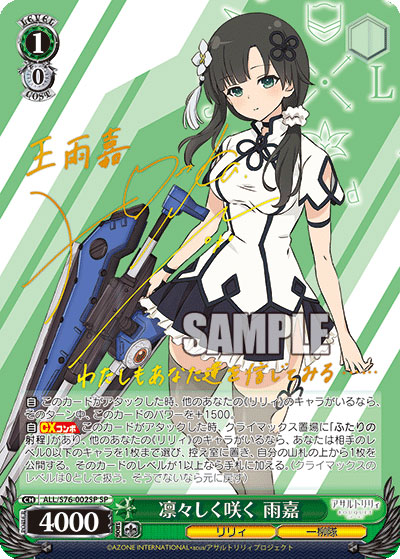 LEVEL
1
0
COST
L
王雨嘉
SAMPLE
わたしもあなた達を信じてみる……
自 このカードがアタックした時、他のあなたの《リリィ》のキャラがいるなら、
そのターン中、このカードのパワーを+1500。
自 CXコンボ このカードがアタックした時、クライマックス置場に「ふたりの
射程」があり、他のあなたの《リリィ》のキャラがいるなら、あなたは相手のレ
ベル0以下のキャラを1枚まで選び、控え室に置き、自分の山札の上から1枚を
公開する。そのカードのレベルが1以上なら手札に加える。(クライマックスの
レベルは0として扱う。公開したカードは元に戻す)
CH ALL/S76-002SP SP
4000
凛々しく咲く 雨嘉
アサルトリリィ
リリィ
一柳隊
©AZONE INTERNATIONAL・acus/アサルトリリィプロジェクト